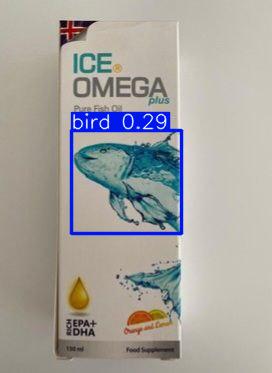 ICE®
OMEGA
plus
Pure Fish Oil
bird 0.29
RICH
EPA+
DHA
Orange and Lemon
150 ml
Food Supplement